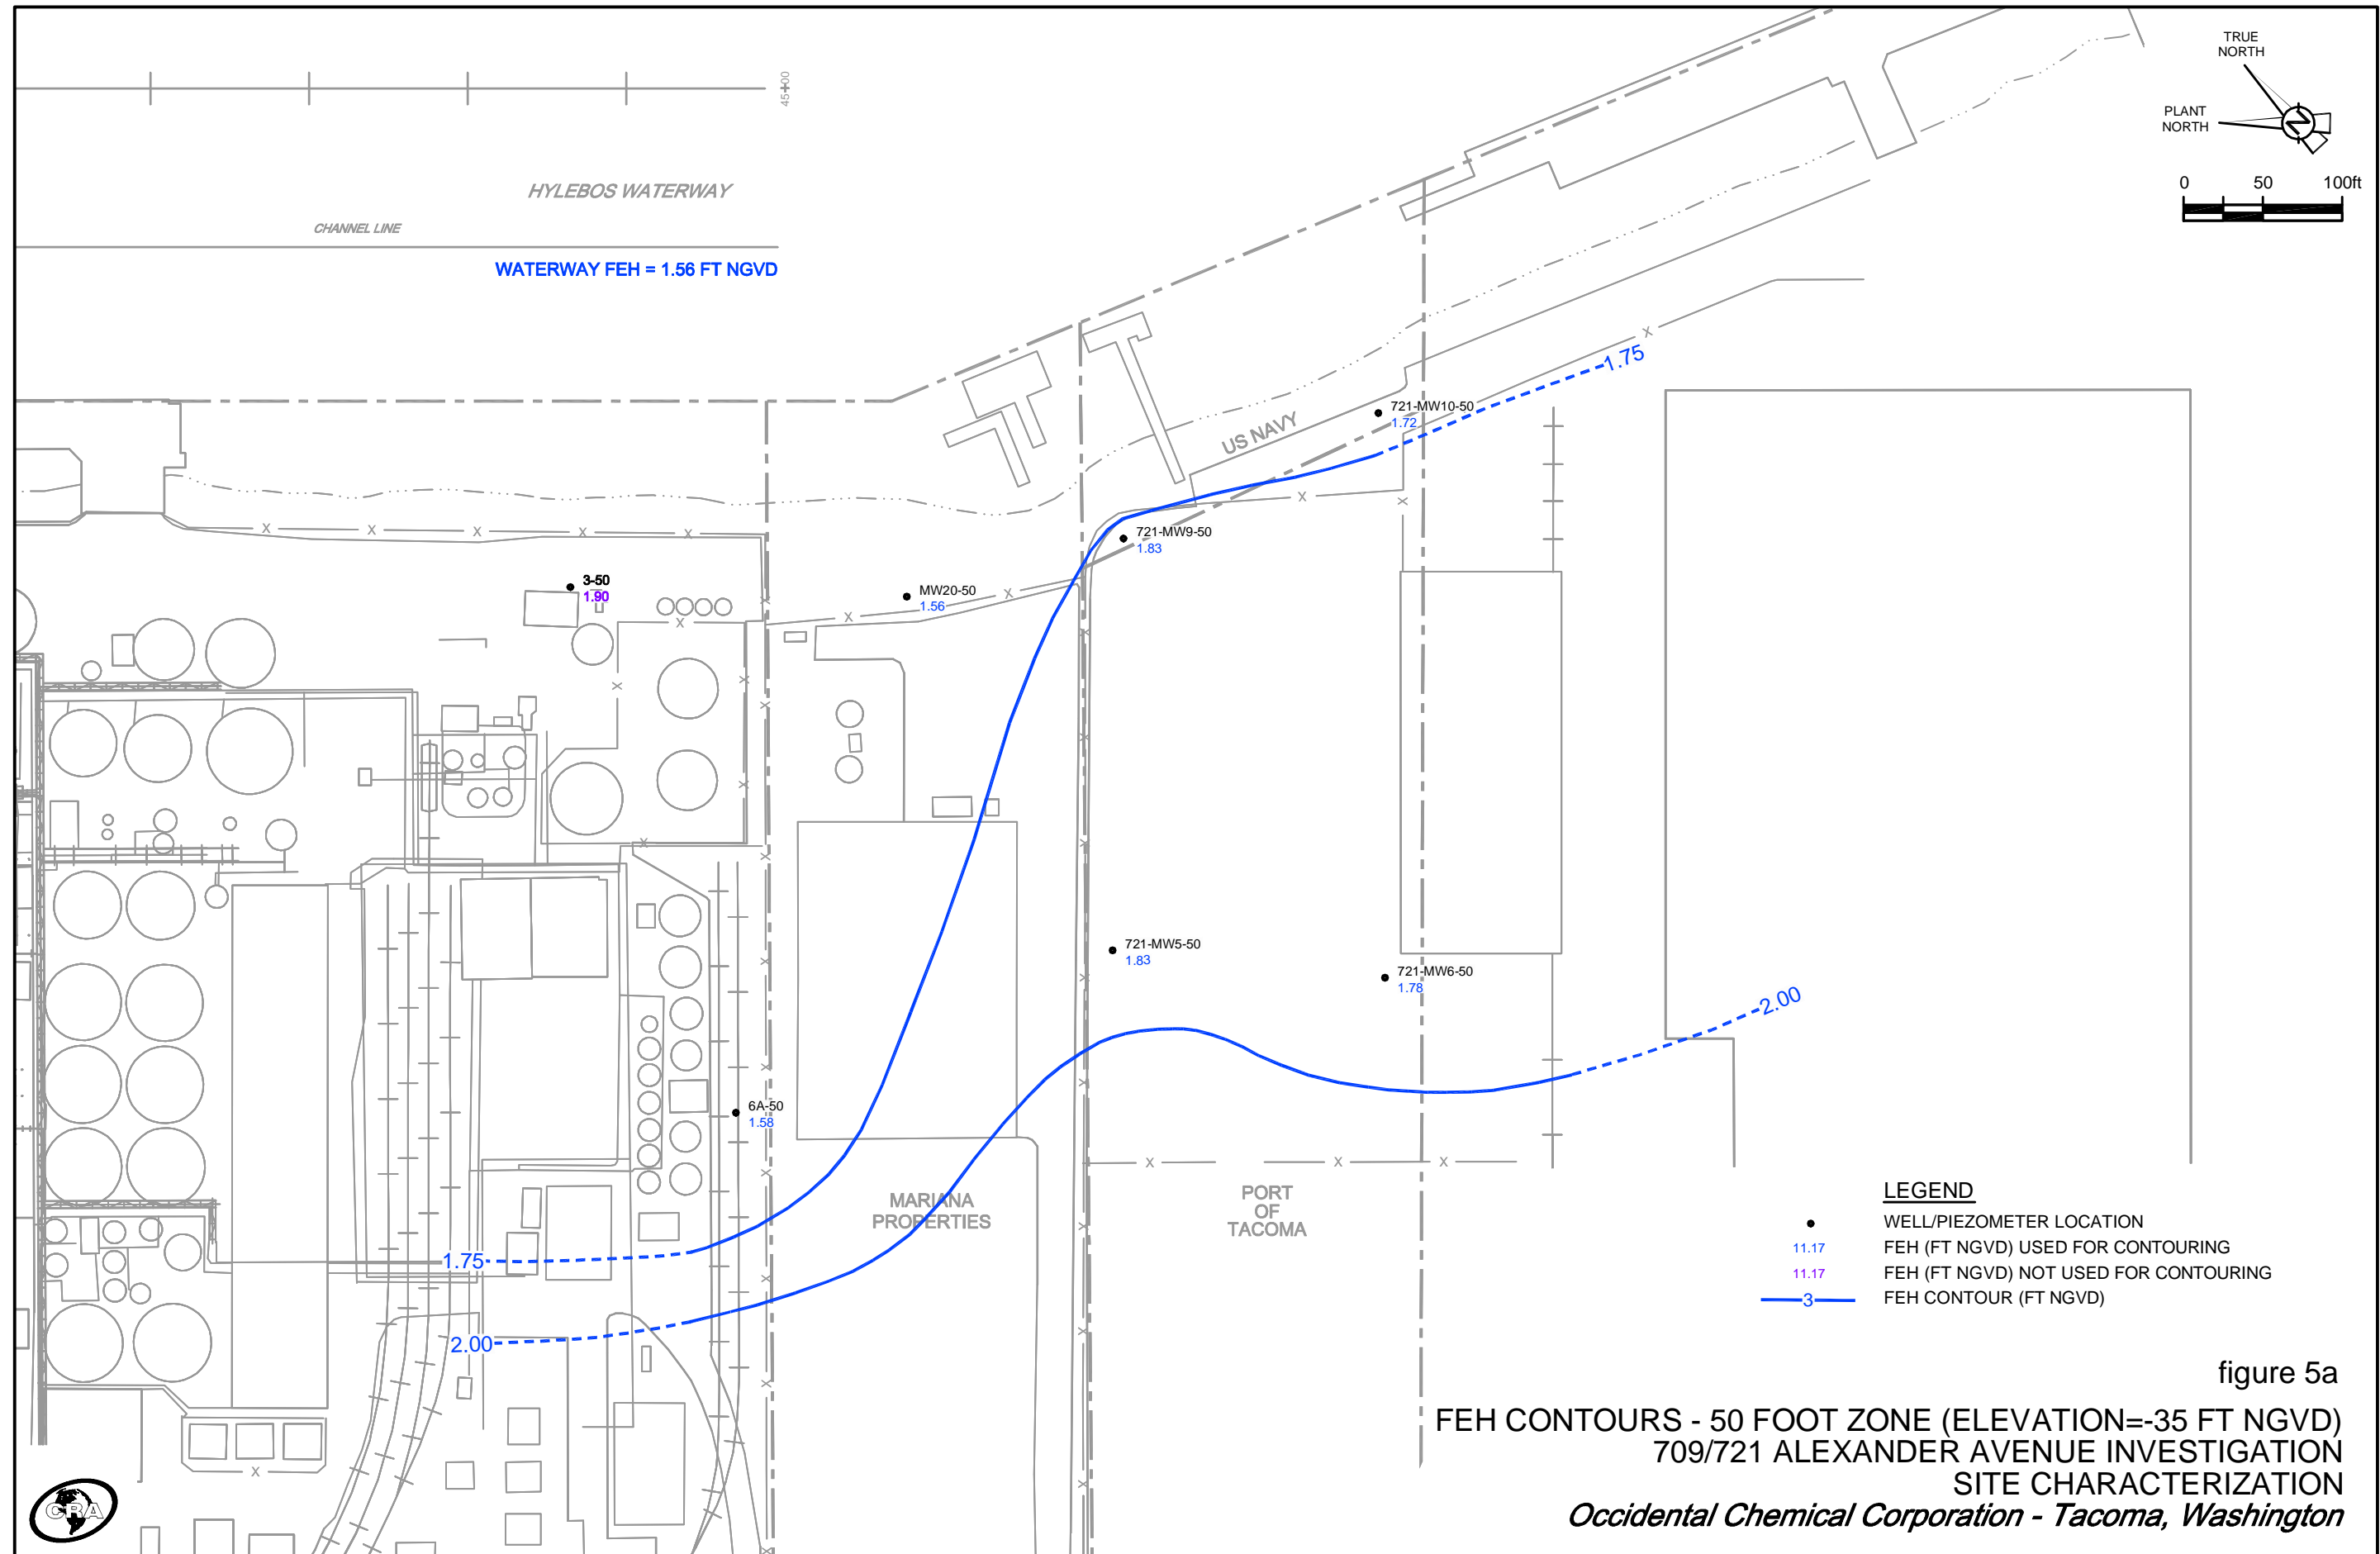 TRUE
NORTH
PLANT
NORTH
N
0 50 100ft
45+00
HYLEBOS WATERWAY
CHANNEL LINE
WATERWAY FEH = 1.56 FT NGVD
1.75
721-MW10-50
1.72
US NAVY
721-MW9-50
1.83
3-50
1.90
MW20-50
1.56
721-MW5-50
1.83
721-MW6-50
1.78
2.00
6A-50
1.58
MARIANA
PROPERTIES
PORT
OF
TACOMA
1.75
2.00
LEGEND
WELL/PIEZOMETER LOCATION
11.17 FEH (FT NGVD) USED FOR CONTOURING
11.17 FEH (FT NGVD) NOT USED FOR CONTOURING
3 FEH CONTOUR (FT NGVD)
figure 5a
FEH CONTOURS - 50 FOOT ZONE (ELEVATION=-35 FT NGVD)
709/721 ALEXANDER AVENUE INVESTIGATION
SITE CHARACTERIZATION
Occidental Chemical Corporation - Tacoma, Washington
CRA